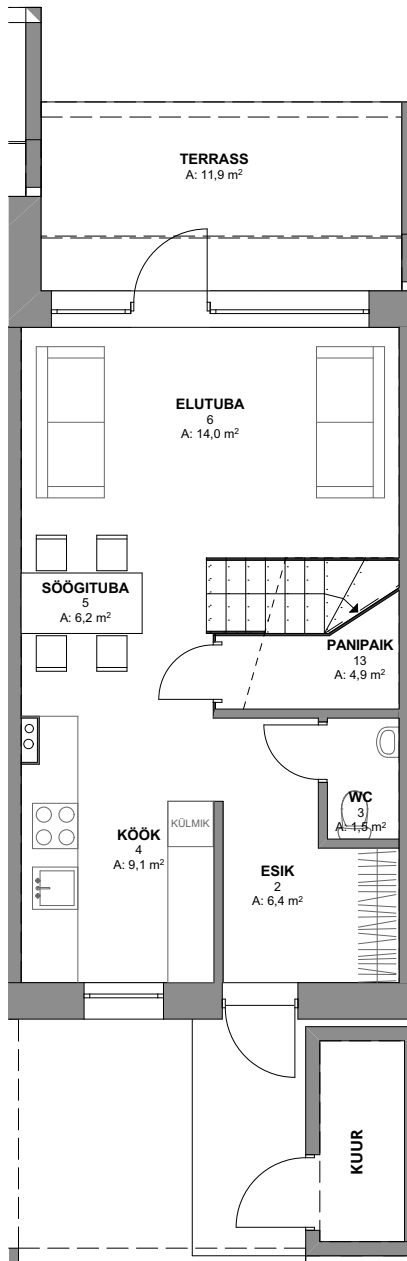 TERRASS
A: 11,9 m²
ELUTUBA
6
A: 14,0 m²
SÖÖGITUBA
5
A: 6,2 m²
PANIPAIK
13
A: 4,9 m²
WC
3
A: 1,5 m²
KÜLMIK
KÖÖK
4
A: 9,1 m²
ESIK
2
A: 6,4 m²
KUUR